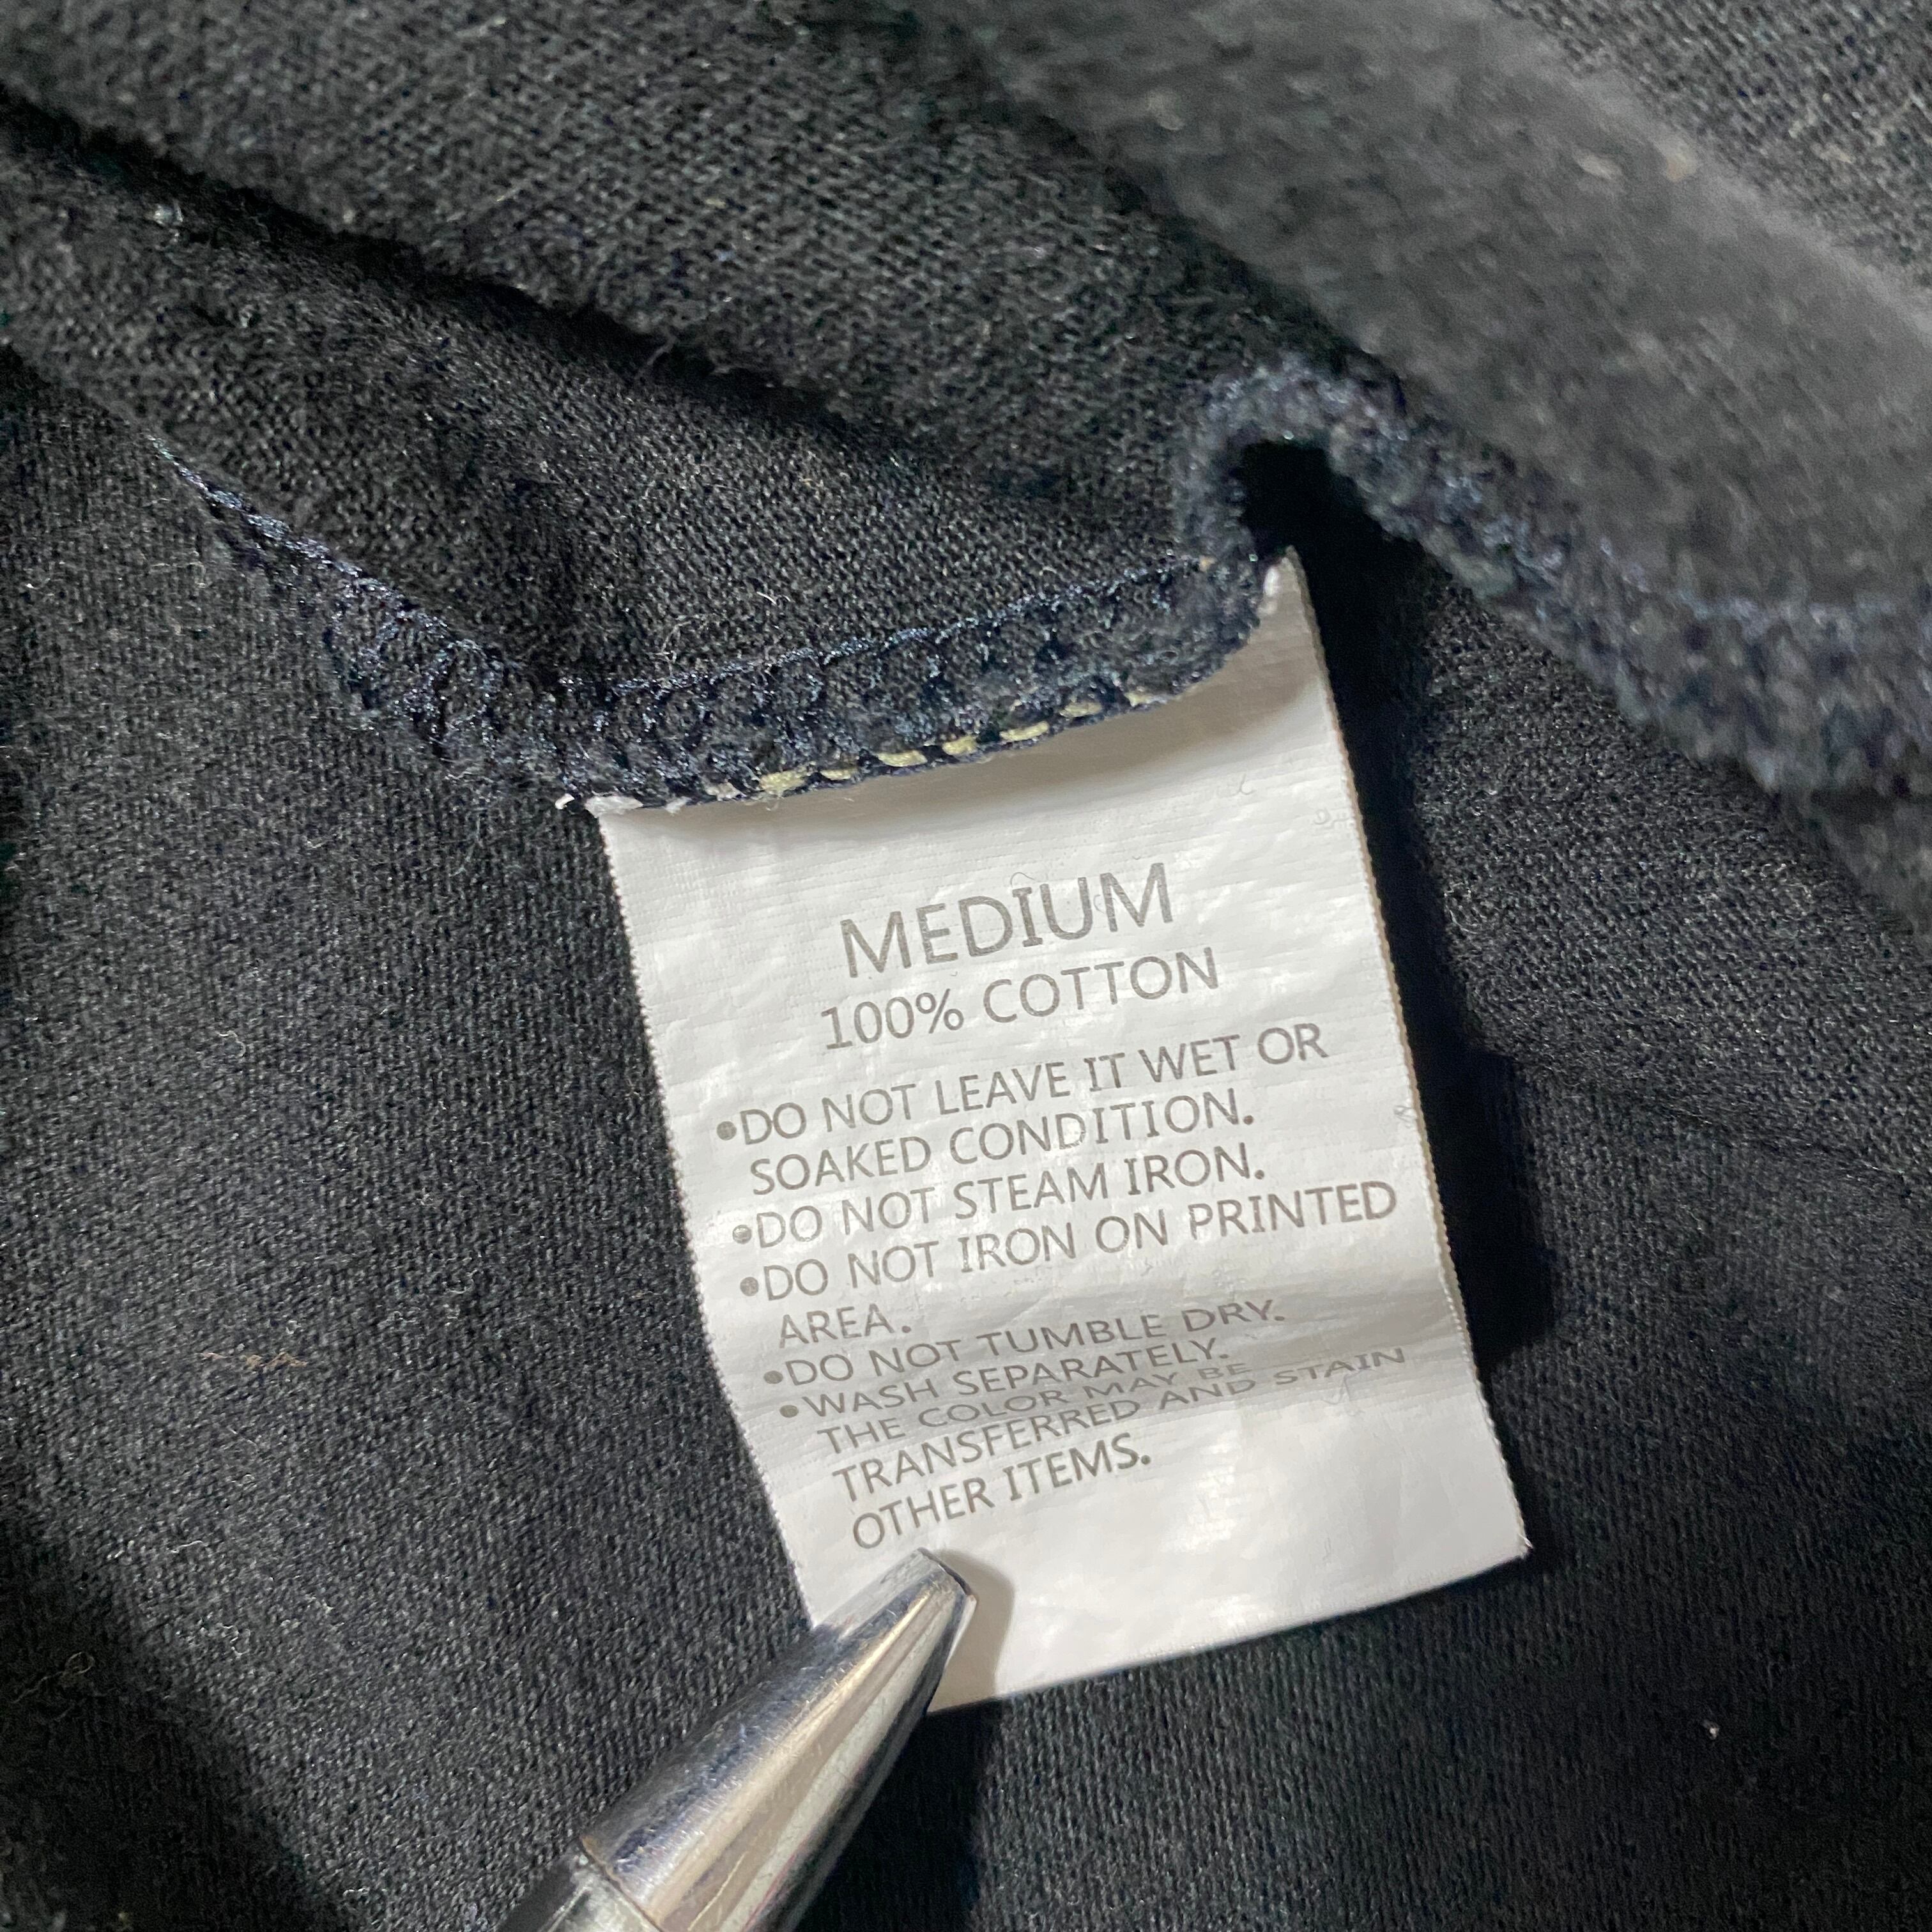 MEDIUM
100% COTTON
•DO NOT LEAVE IT WET OR
SOAKED CONDITION.
•DO NOT STEAM IRON.
•DO NOT IRON ON PRINTED
AREA.
•DO NOT TUMBLE DRY.
•WASH SEPARATELY.
THE COLOR MAY BE
TRANSFERRED AND STAIN
OTHER ITEMS.